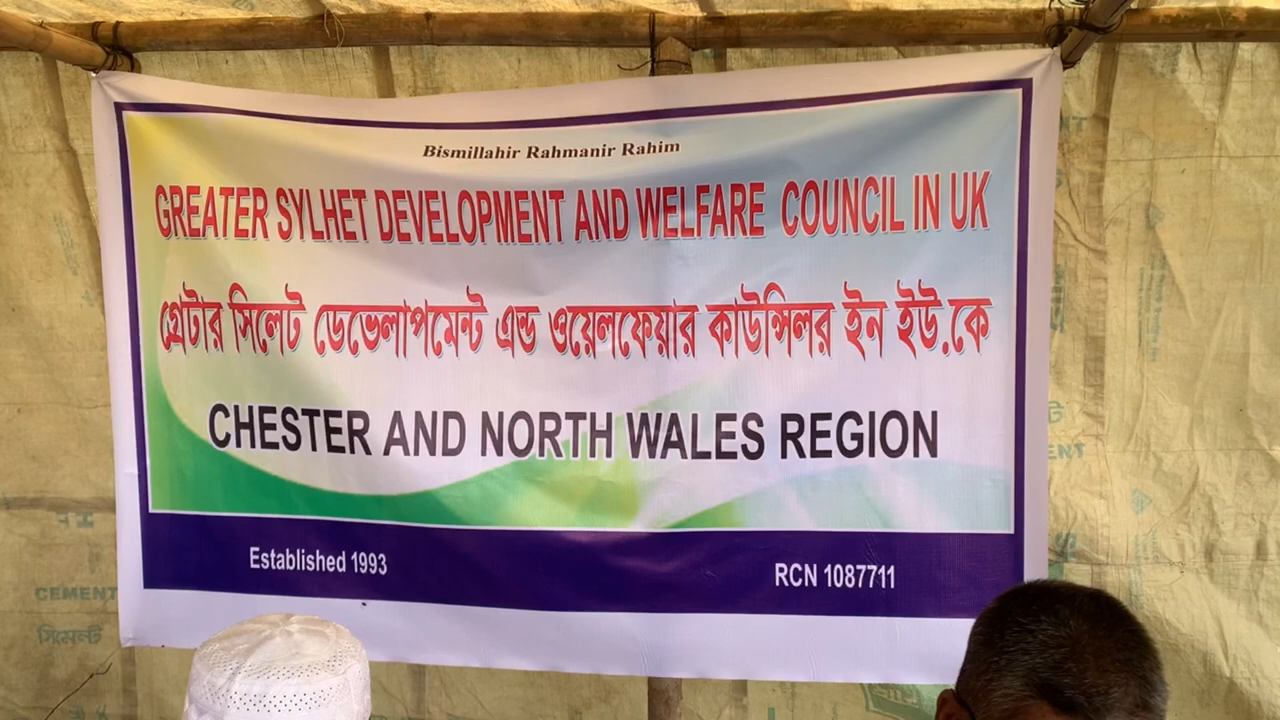 Bismillahir Rahmanir Rahim
GREATER SYLHET DEVELOPMENT AND WELFARE COUNCIL IN UK
গ্রেটার সিলেট ডেভেলাপমেন্ট এন্ড ওয়েলফেয়ার কাউন্সিলর ইন ইউ.কে
CHESTER AND NORTH WALES REGION
Established 1993
RCN 1087711
CEMENT
সিমেন্ট